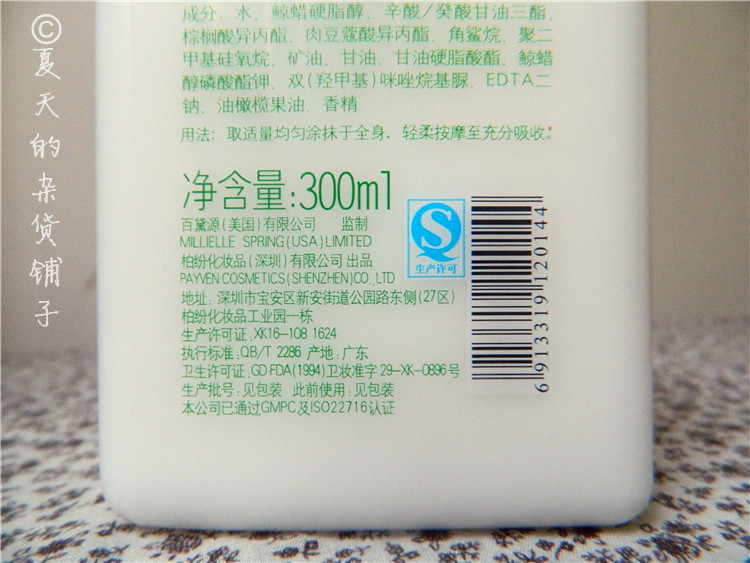 成分、水、鲸蜡硬脂醇、辛酸/癸酸甘油三酯、
棕榈酸异丙酯、肉豆蔻酸异丙酯、角鲨烷、聚二
甲基硅氧烷、矿油、甘油、甘油硬脂酸酯、鲸蜡
醇磷酸酯钾、双(羟甲基)咪唑烷基脲、EDTA二
钠、油橄榄果油、香精
用法：取适量均匀涂抹于全身，轻柔按摩至充分吸收。
净含量:300ml
百黛源(美国)有限公司 监制
MILLIELLE SPRING(USA)LIMITED
柏纷化妆品(深圳)有限公司 出品
PAYVEN COSMETICS(SHENZHEN)CO.,LTD
地址：深圳市宝安区新安街道公园路东侧(27区)
柏纷化妆品工业园一栋
生产许可证：XK16-108 1624
执行标准：QB/T 2286 产地：广东
卫生许可证：GD·FDA(1994)卫妆准字 29-XK-0896号
生产批号：见包装 此前使用：见包装
本公司已通过GMPC及ISO22716认证
生产许可
6 913319 120144
©夏天的杂货铺子